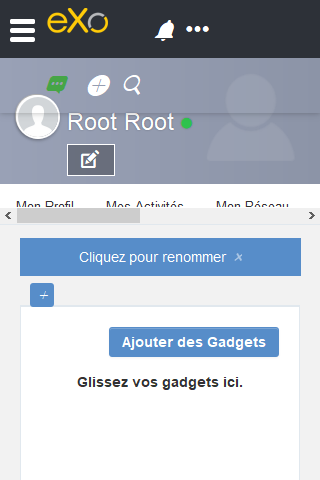 eXo
Root Root
Mon Profil Mes Activités Mon Réseau
Cliquez pour renommer ×
Ajouter des Gadgets
Glissez vos gadgets ici.